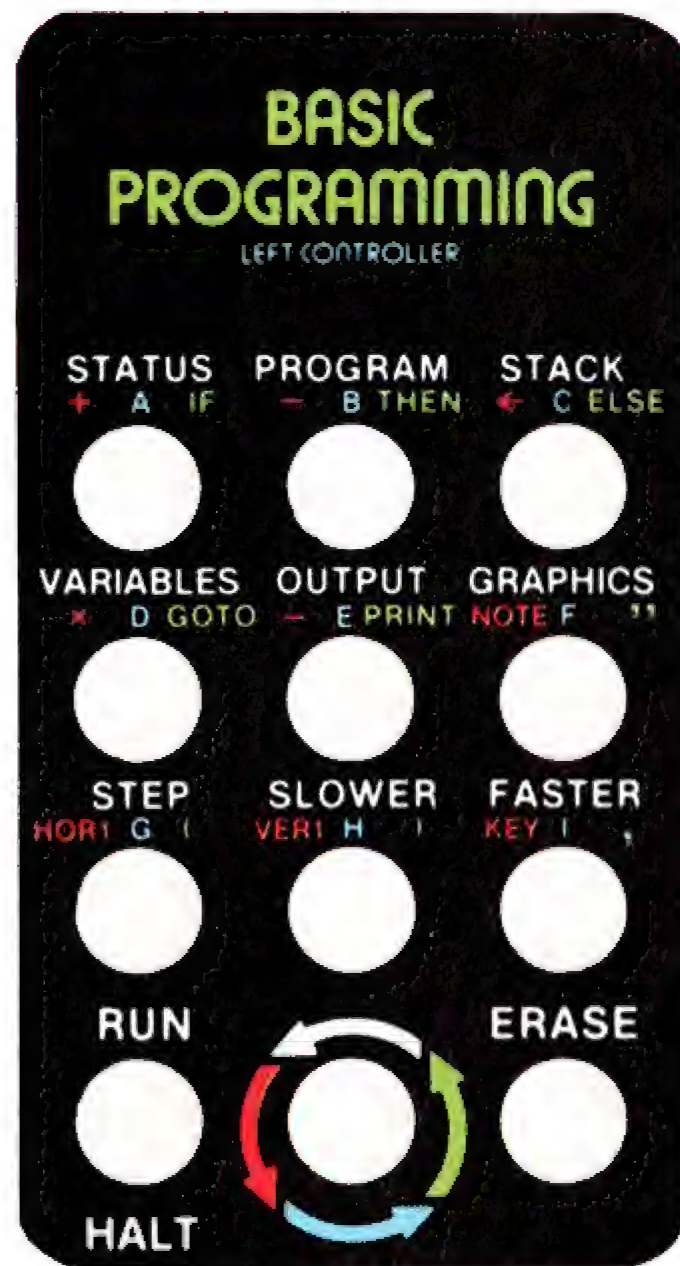 BASIC
PROGRAMMING
LEFT CONTROLLER
STATUS PROGRAM STACK
+ A IF - B THEN ← C ELSE
VARIABLES OUTPUT GRAPHICS
× D GOTO - E PRINT NOTE F "
STEP SLOWER FASTER
HOR1 G ( VER1 H ) KEY I ,
RUN ERASE
HALT